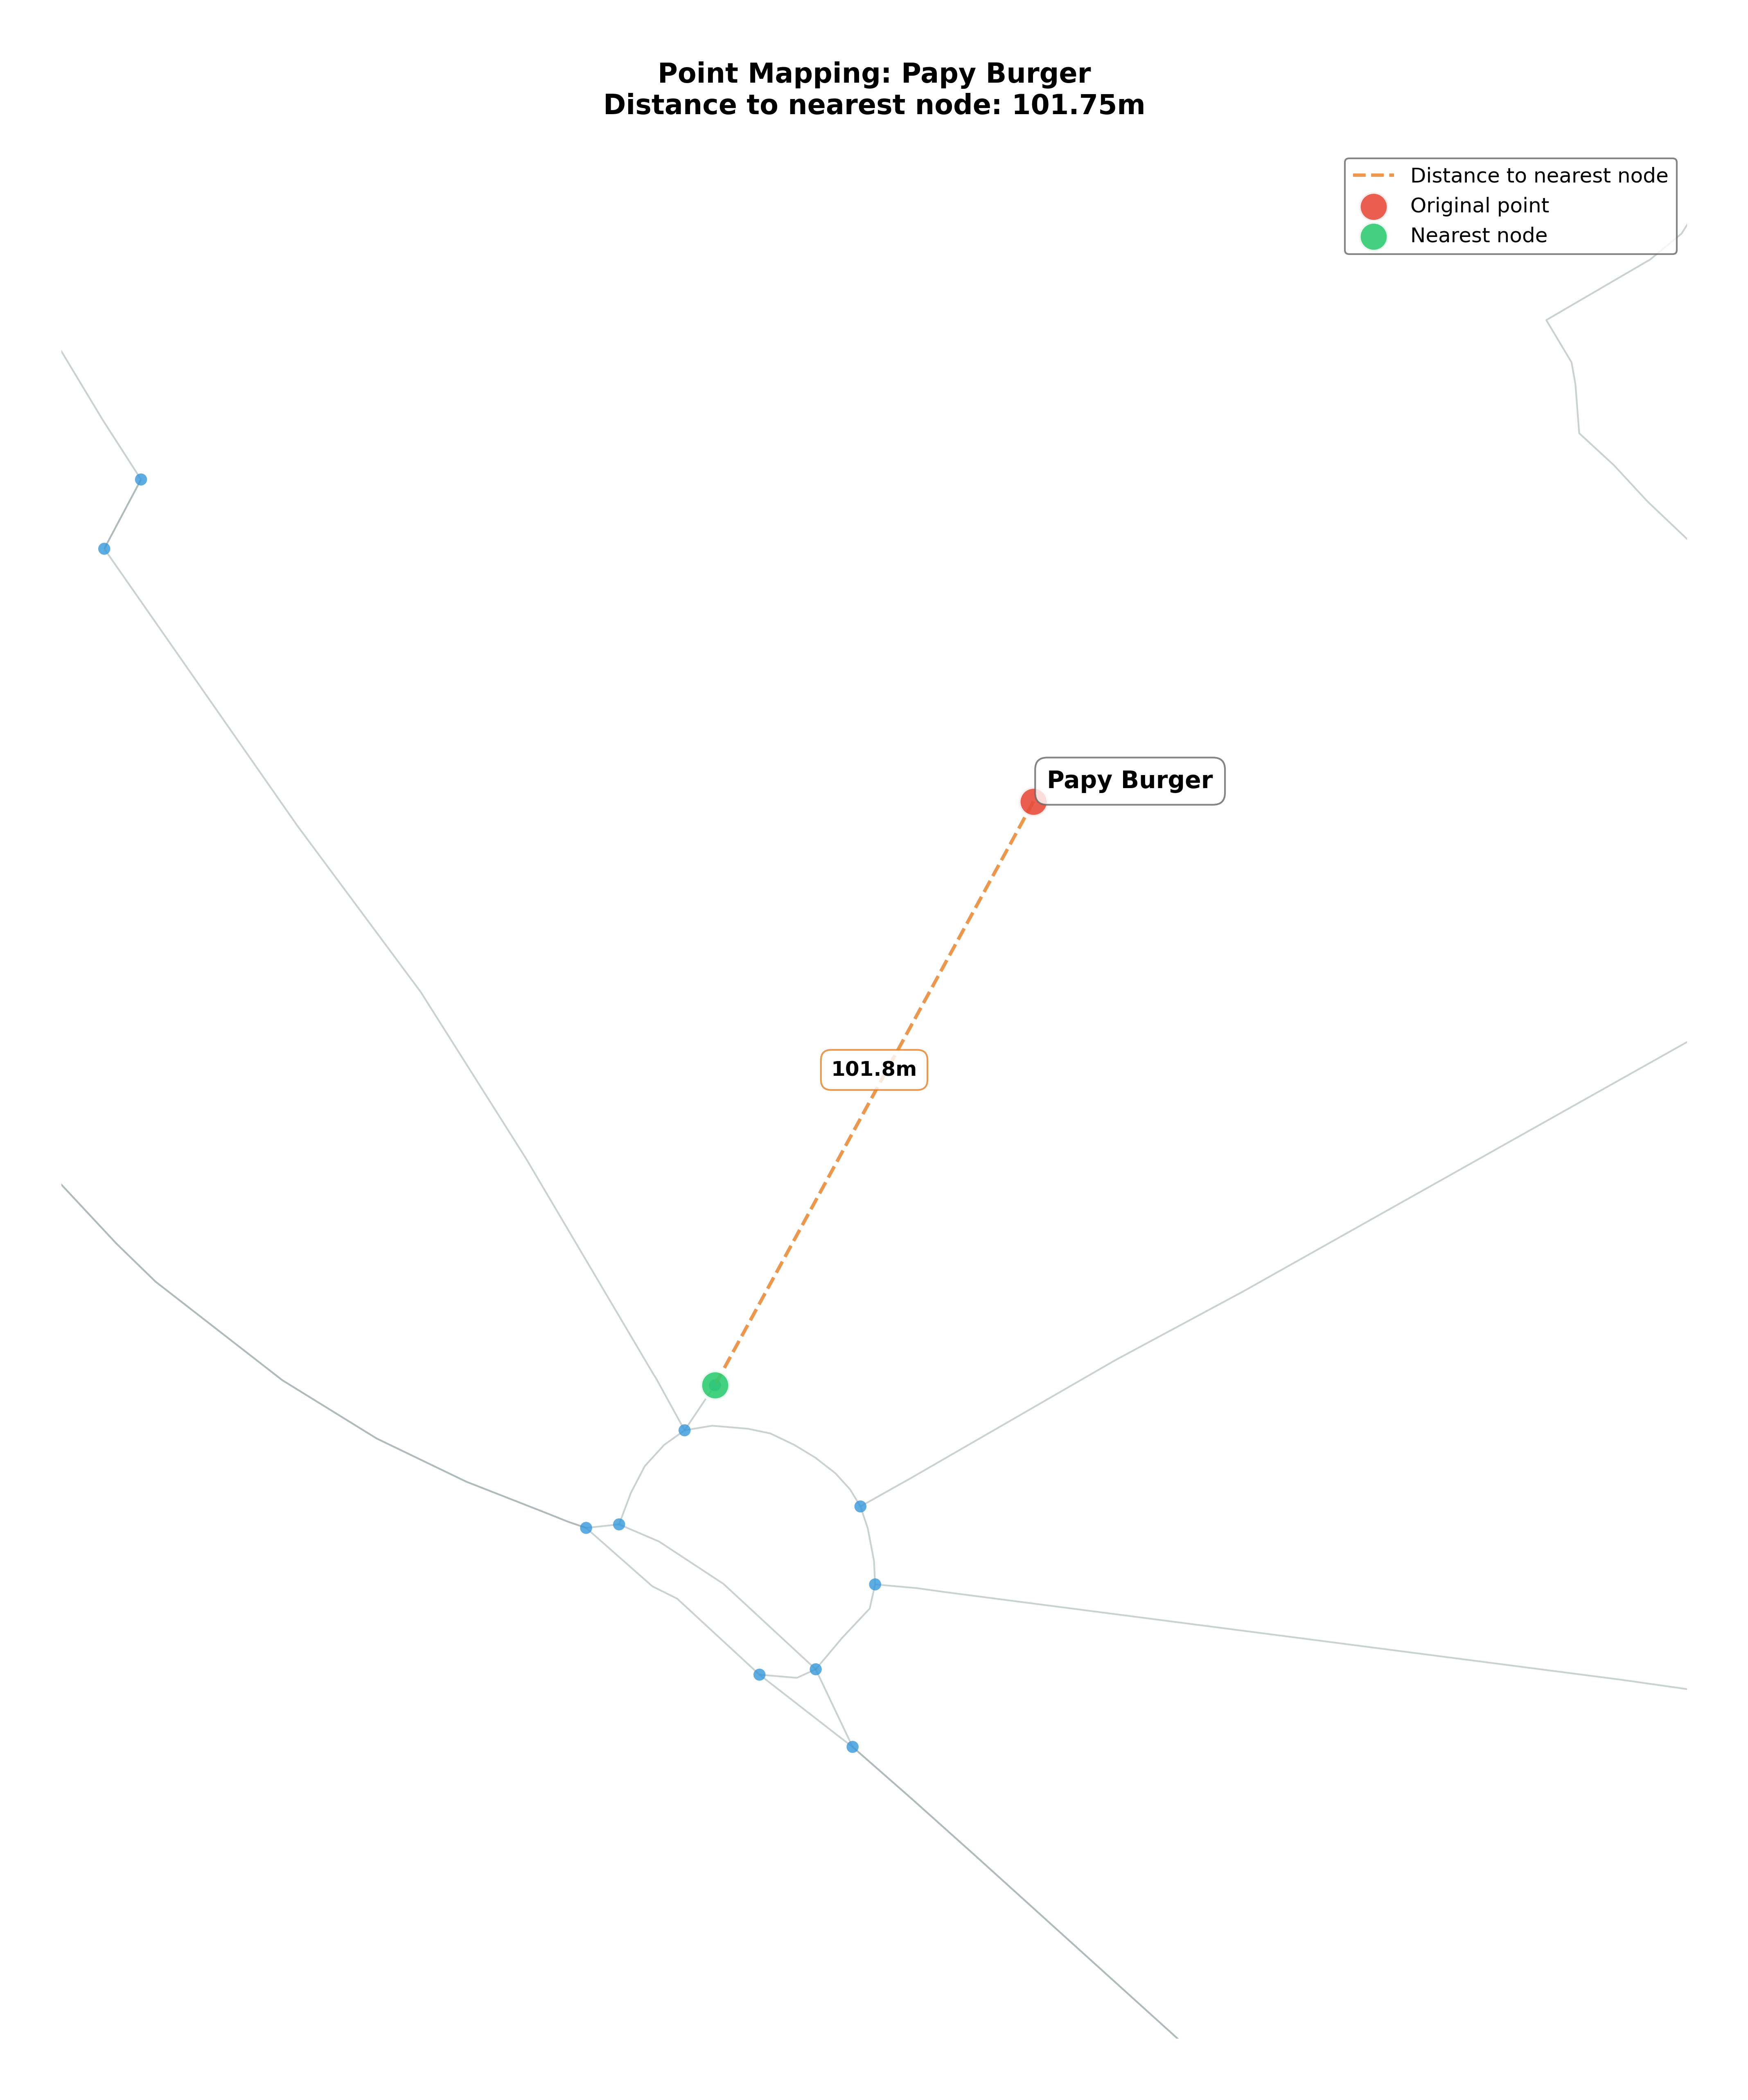 Point Mapping: Papy Burger
Distance to nearest node: 101.75m
Distance to nearest node
Original point
Nearest node
Papy Burger
101.8m